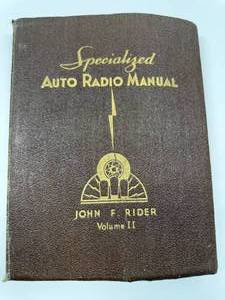 Specialized
AUTO RADIO MANUAL
JOHN F. RIDER
Volume II